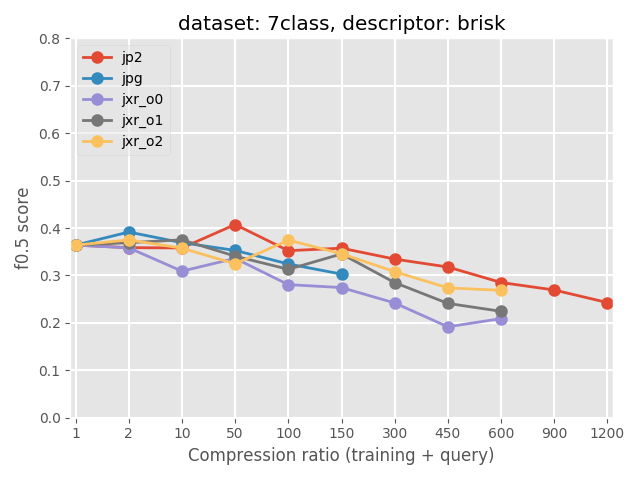 dataset: 7class, descriptor: brisk
0.8
0.7
0.6
0.5
0.4
0.3
0.2
0.1
0.0
f0.5 score
jp2
jpg
jxr_o0
jxr_o1
jxr_o2
1 2 10 50 100 150 300 450 600 900 1200
Compression ratio (training + query)